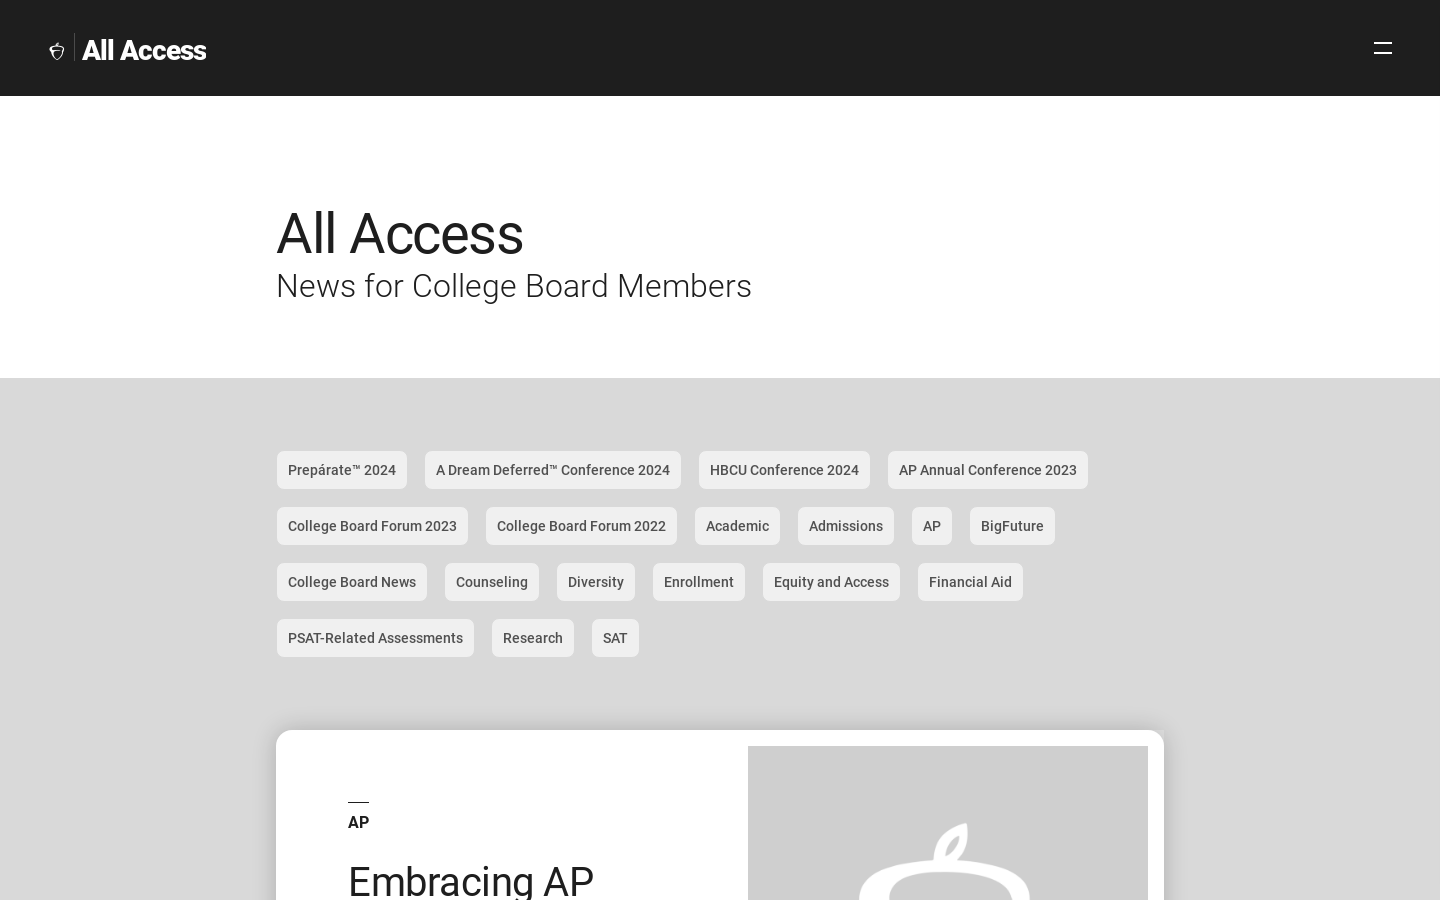 All Access
All Access
News for College Board Members
Prepárate™ 2024
A Dream Deferred™ Conference 2024
HBCU Conference 2024
AP Annual Conference 2023
College Board Forum 2023
College Board Forum 2022
Academic
Admissions
AP
BigFuture
College Board News
Counseling
Diversity
Enrollment
Equity and Access
Financial Aid
PSAT-Related Assessments
Research
SAT
AP
Embracing AP